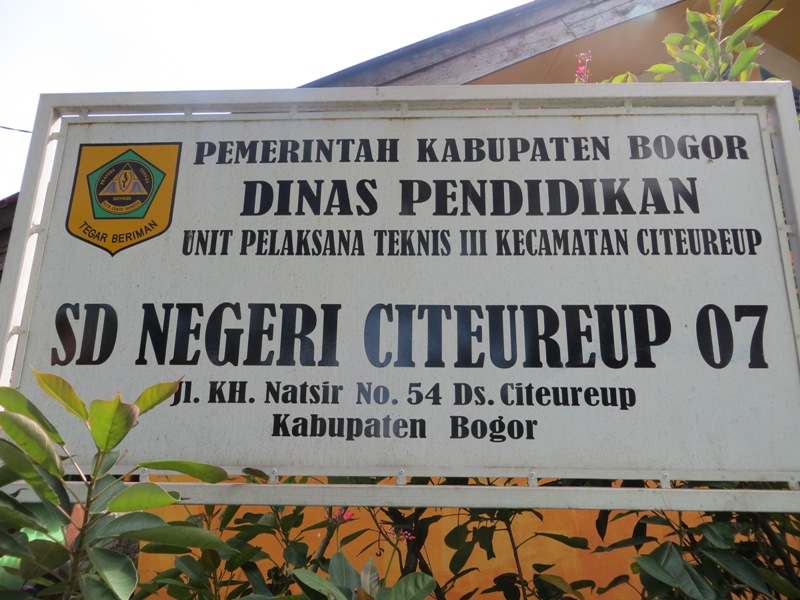 PEMERINTAH KABUPATEN BOGOR
DINAS PENDIDIKAN
UNIT PELAKSANA TEKNIS III KECAMATAN CITEUREUP
TEGAR BERIMAN
SD NEGERI CITEUREUP 07
Jl. KH. Natsir No. 54 Ds. Citeureup
Kabupaten Bogor